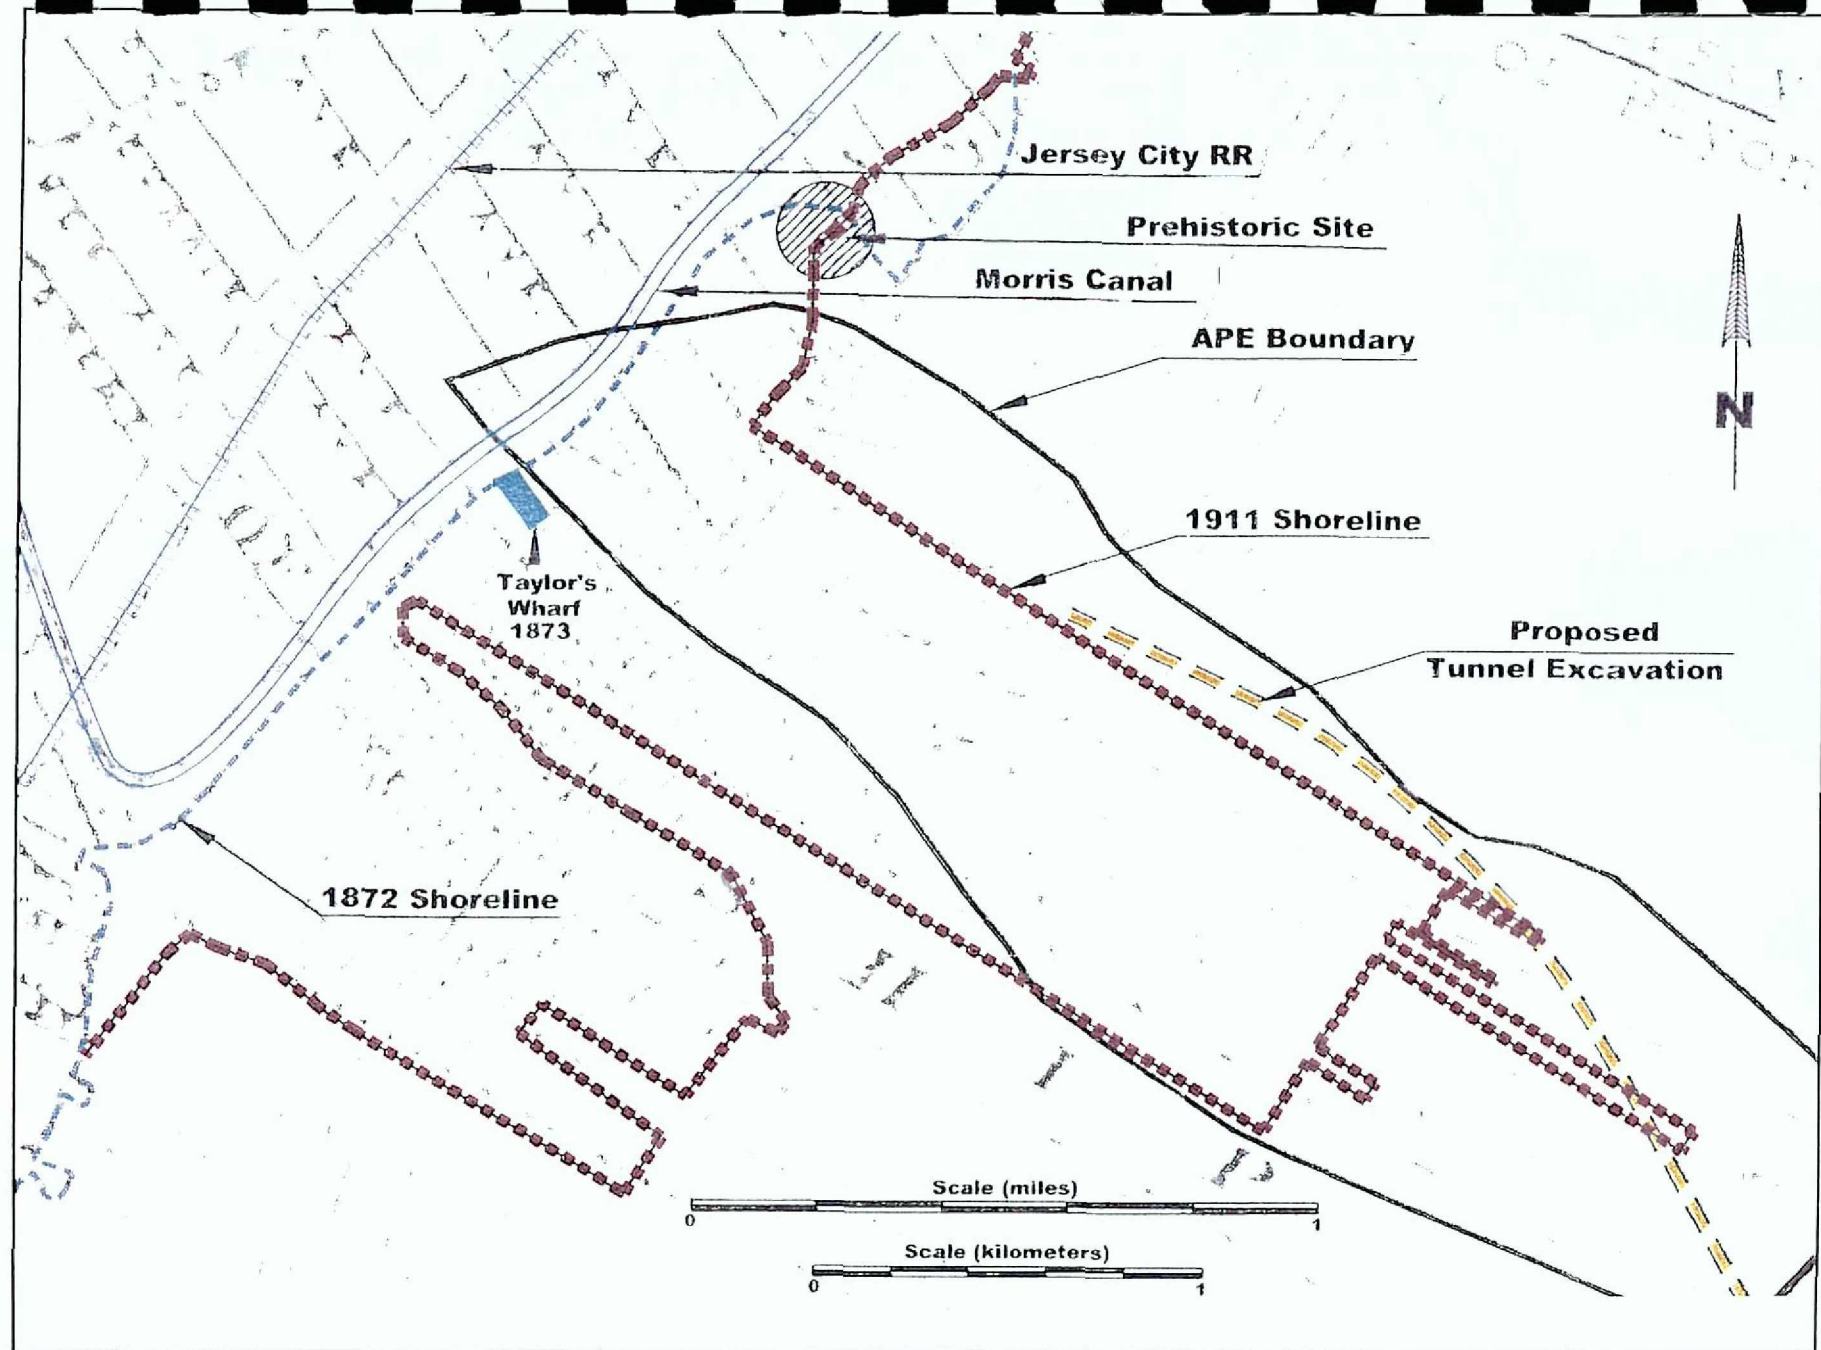 Jersey City RR
Prehistoric Site
Morris Canal
APE Boundary
N
1911 Shoreline
Taylor's
Wharf
1873
Proposed
Tunnel Excavation
1872 Shoreline
H
I
P
Scale (miles)
0 1
Scale (kilometers)
0 1